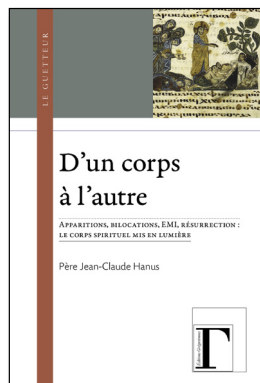 LE GUETTEUR
D'un corps
à l'autre
APPARITIONS, BILOCATIONS, EMI, RÉSURRECTION :
LE CORPS SPIRITUEL MIS EN LUMIÈRE
Père Jean-Claude Hanus